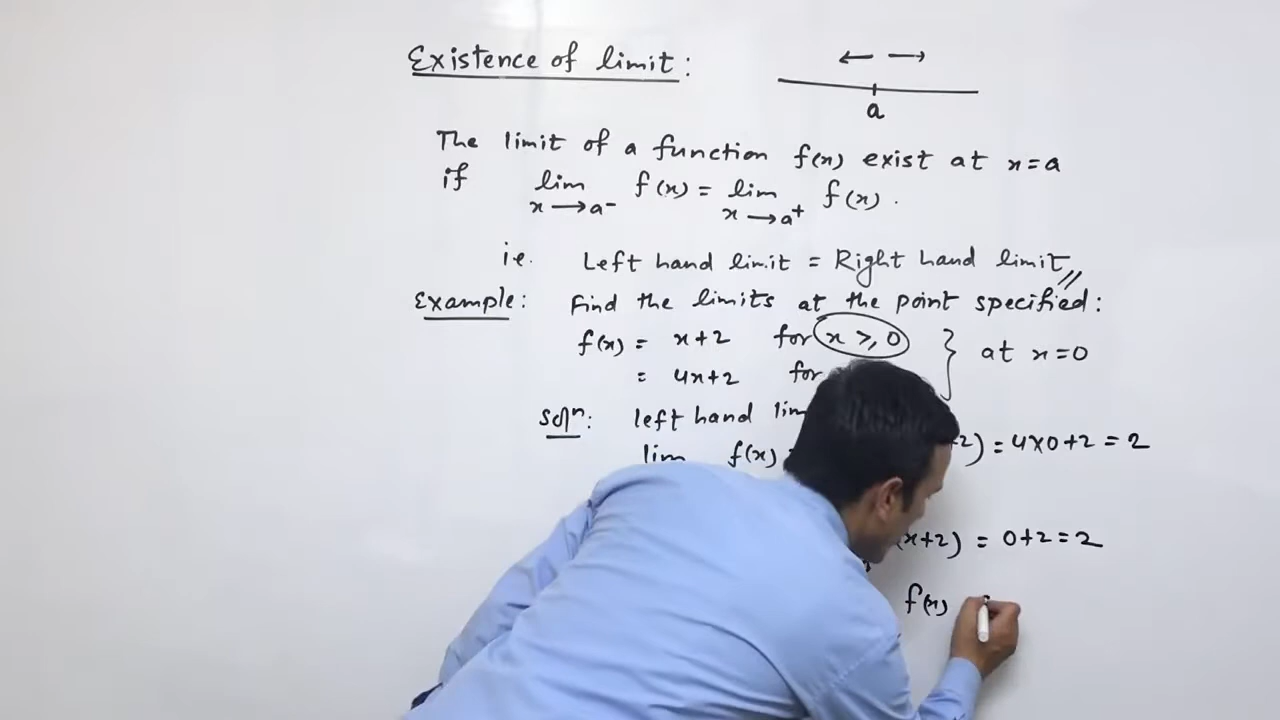 Existence of limit :
← →
a
The limit of a function f(x) exist at x = a
if lim x→a⁻ f(x) = lim x→a⁺ f(x) .
i.e. Left hand limit = Right hand limit
Example : Find the limits at the point specified :
f(x) = x+2 for x ≥ 0
= 4x+2 for } at x=0
Solⁿ : left hand lim
lim f(x) +2) = 4×0+2 = 2
(x+2) = 0+2 = 2
f(x)